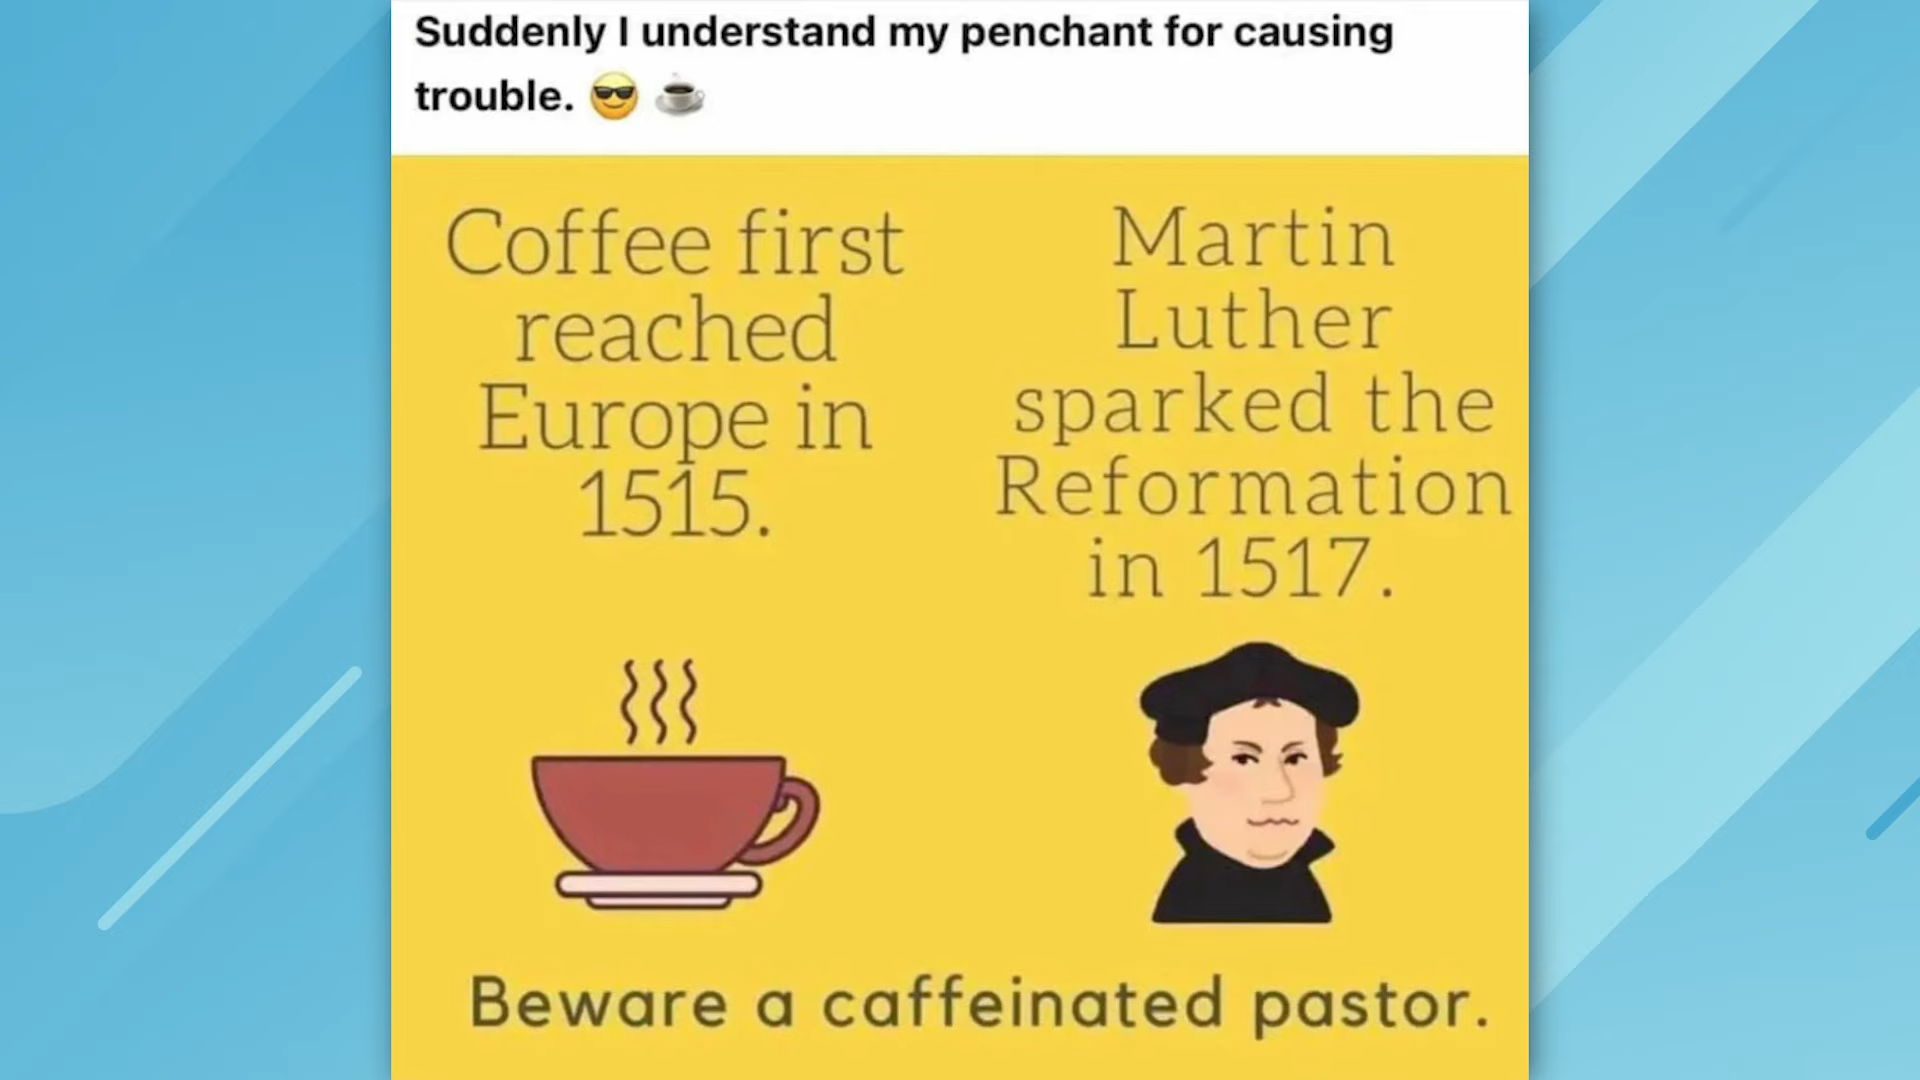 Suddenly I understand my penchant for causing
trouble. 😎 ☕
Coffee first
reached
Europe in
1515.
Martin
Luther
sparked the
Reformation
in 1517.
Beware a caffeinated pastor.